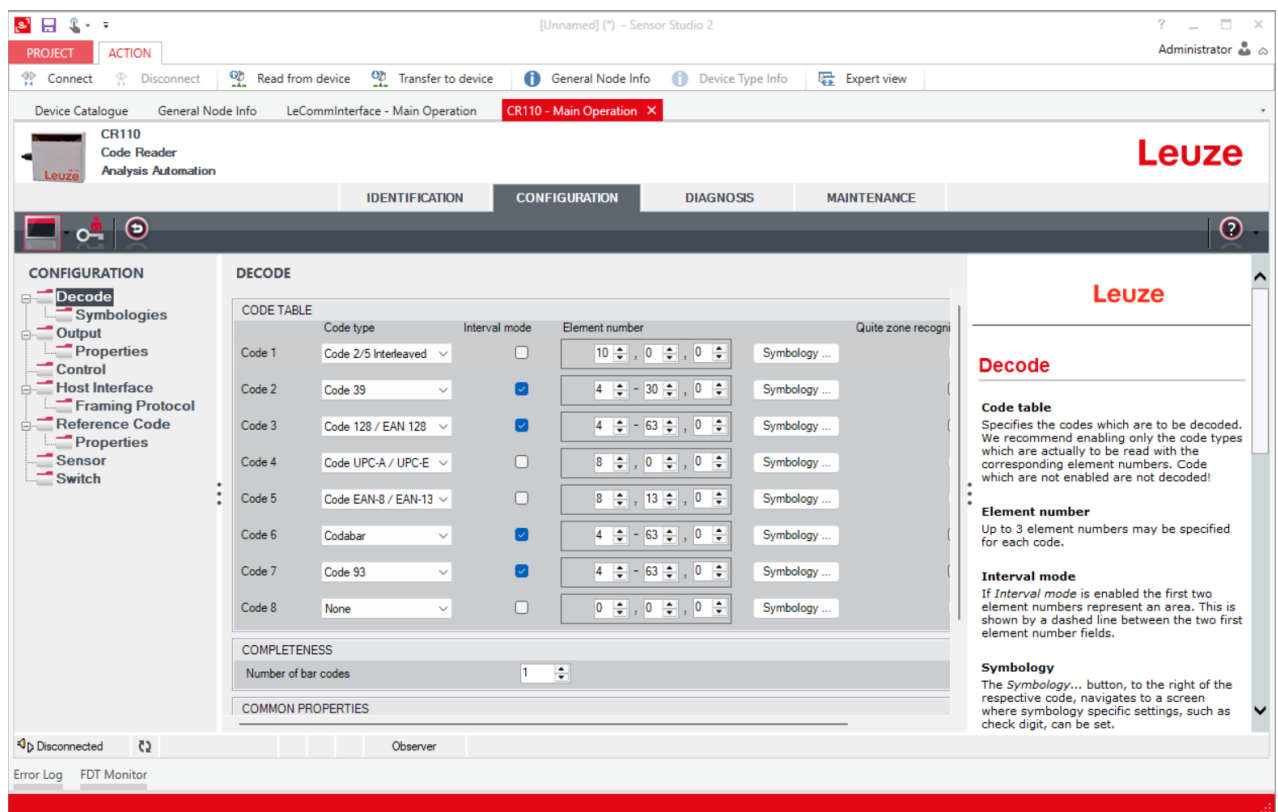 [Unnamed] (*) - Sensor Studio 2
PROJECT ACTION Administrator
Connect Disconnect Read from device Transfer to device General Node Info Device Type Info Expert view
Device Catalogue General Node Info LeCommInterface - Main Operation CR110 - Main Operation
CR110
Code Reader
Analysis Automation
Leuze
Leuze
IDENTIFICATION CONFIGURATION DIAGNOSIS MAINTENANCE
CONFIGURATION
Decode
Symbologies
Output
Properties
Control
Host Interface
Framing Protocol
Reference Code
Properties
Sensor
Switch
DECODE
CODE TABLE
Code type Interval mode Element number Quite zone recogni
Code 1 Code 2/5 Interleaved 10 , 0 , 0 Symbology ...
Code 2 Code 39 4 - 30 , 0 Symbology ...
Code 3 Code 128 / EAN 128 4 - 63 , 0 Symbology ...
Code 4 Code UPC-A / UPC-E 8 , 0 , 0 Symbology ...
Code 5 Code EAN-8 / EAN-13 8 , 13 , 0 Symbology ...
Code 6 Codabar 4 - 63 , 0 Symbology ...
Code 7 Code 93 4 - 63 , 0 Symbology ...
Code 8 None 0 , 0 , 0 Symbology ...
COMPLETENESS
Number of bar codes 1
COMMON PROPERTIES
Leuze
Decode
Code table
Specifies the codes which are to be decoded.
We recommend enabling only the code types
which are actually to be read with the
corresponding element numbers. Code
which are not enabled are not decoded!
Element number
Up to 3 element numbers may be specified
for each code.
Interval mode
If Interval mode is enabled the first two
element numbers represent an area. This is
shown by a dashed line between the two first
element number fields.
Symbology
The Symbology... button, to the right of the
respective code, navigates to a screen
where symbology specific settings, such as
check digit, can be set.
Disconnected Observer
Error Log FDT Monitor